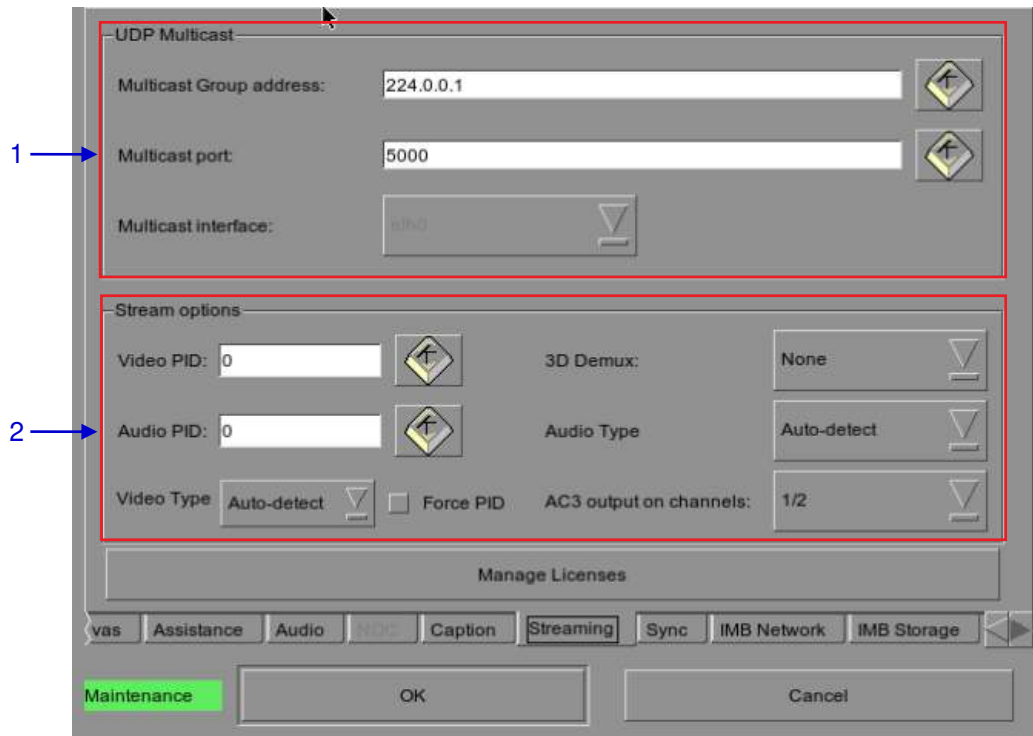 UDP Multicast
Multicast Group address: 224.0.0.1
1
Multicast port: 5000
Multicast interface:
Stream options
Video PID: 0 3D Demux: None
2
Audio PID: 0 Audio Type Auto-detect
Video Type Auto-detect Force PID AC3 output on channels: 1/2
Manage Licenses
vas Assistance Audio NOC Caption Streaming Sync IMB Network IMB Storage
Maintenance OK Cancel